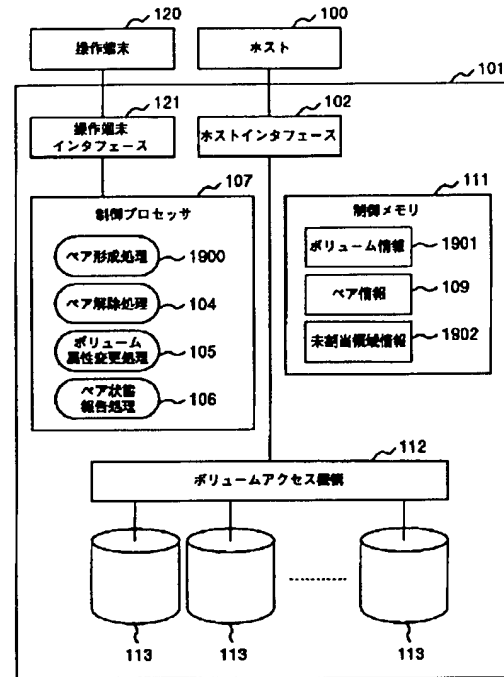 120
100
操作端末
ホスト
101
121
102
操作端末
インタフェース
ホストインタフェース
107
111
制御プロセッサ
制御メモリ
ペア形成処理
1900
ボリューム情報
1901
ペア解除処理
104
ペア情報
109
ボリューム
属性変更処理
105
未割当領域情報
1902
ペア状態
報告処理
106
112
ボリュームアクセス機構
113
113
113